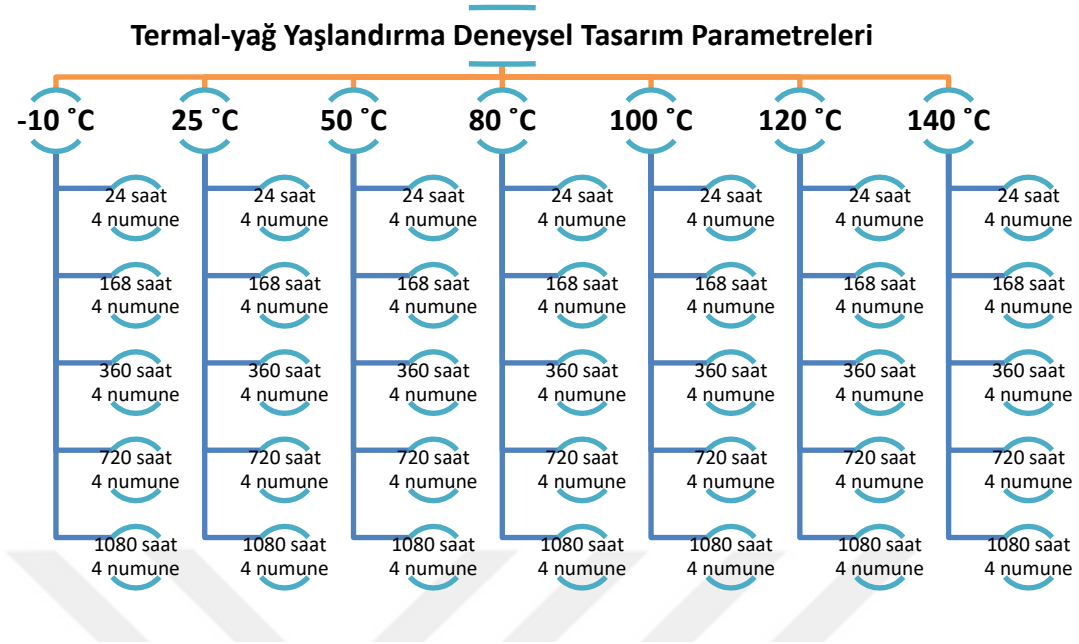 Termal-yağ Yaşlandırma Deneysel Tasarım Parametreleri
-10 ˚C 25 ˚C 50 ˚C 80 ˚C 100 ˚C 120 ˚C 140 ˚C
24 saat 24 saat 24 saat 24 saat 24 saat 24 saat 24 saat
4 numune 4 numune 4 numune 4 numune 4 numune 4 numune 4 numune
168 saat 168 saat 168 saat 168 saat 168 saat 168 saat 168 saat
4 numune 4 numune 4 numune 4 numune 4 numune 4 numune 4 numune
360 saat 360 saat 360 saat 360 saat 360 saat 360 saat 360 saat
4 numune 4 numune 4 numune 4 numune 4 numune 4 numune 4 numune
720 saat 720 saat 720 saat 720 saat 720 saat 720 saat 720 saat
4 numune 4 numune 4 numune 4 numune 4 numune 4 numune 4 numune
1080 saat 1080 saat 1080 saat 1080 saat 1080 saat 1080 saat 1080 saat
4 numune 4 numune 4 numune 4 numune 4 numune 4 numune 4 numune